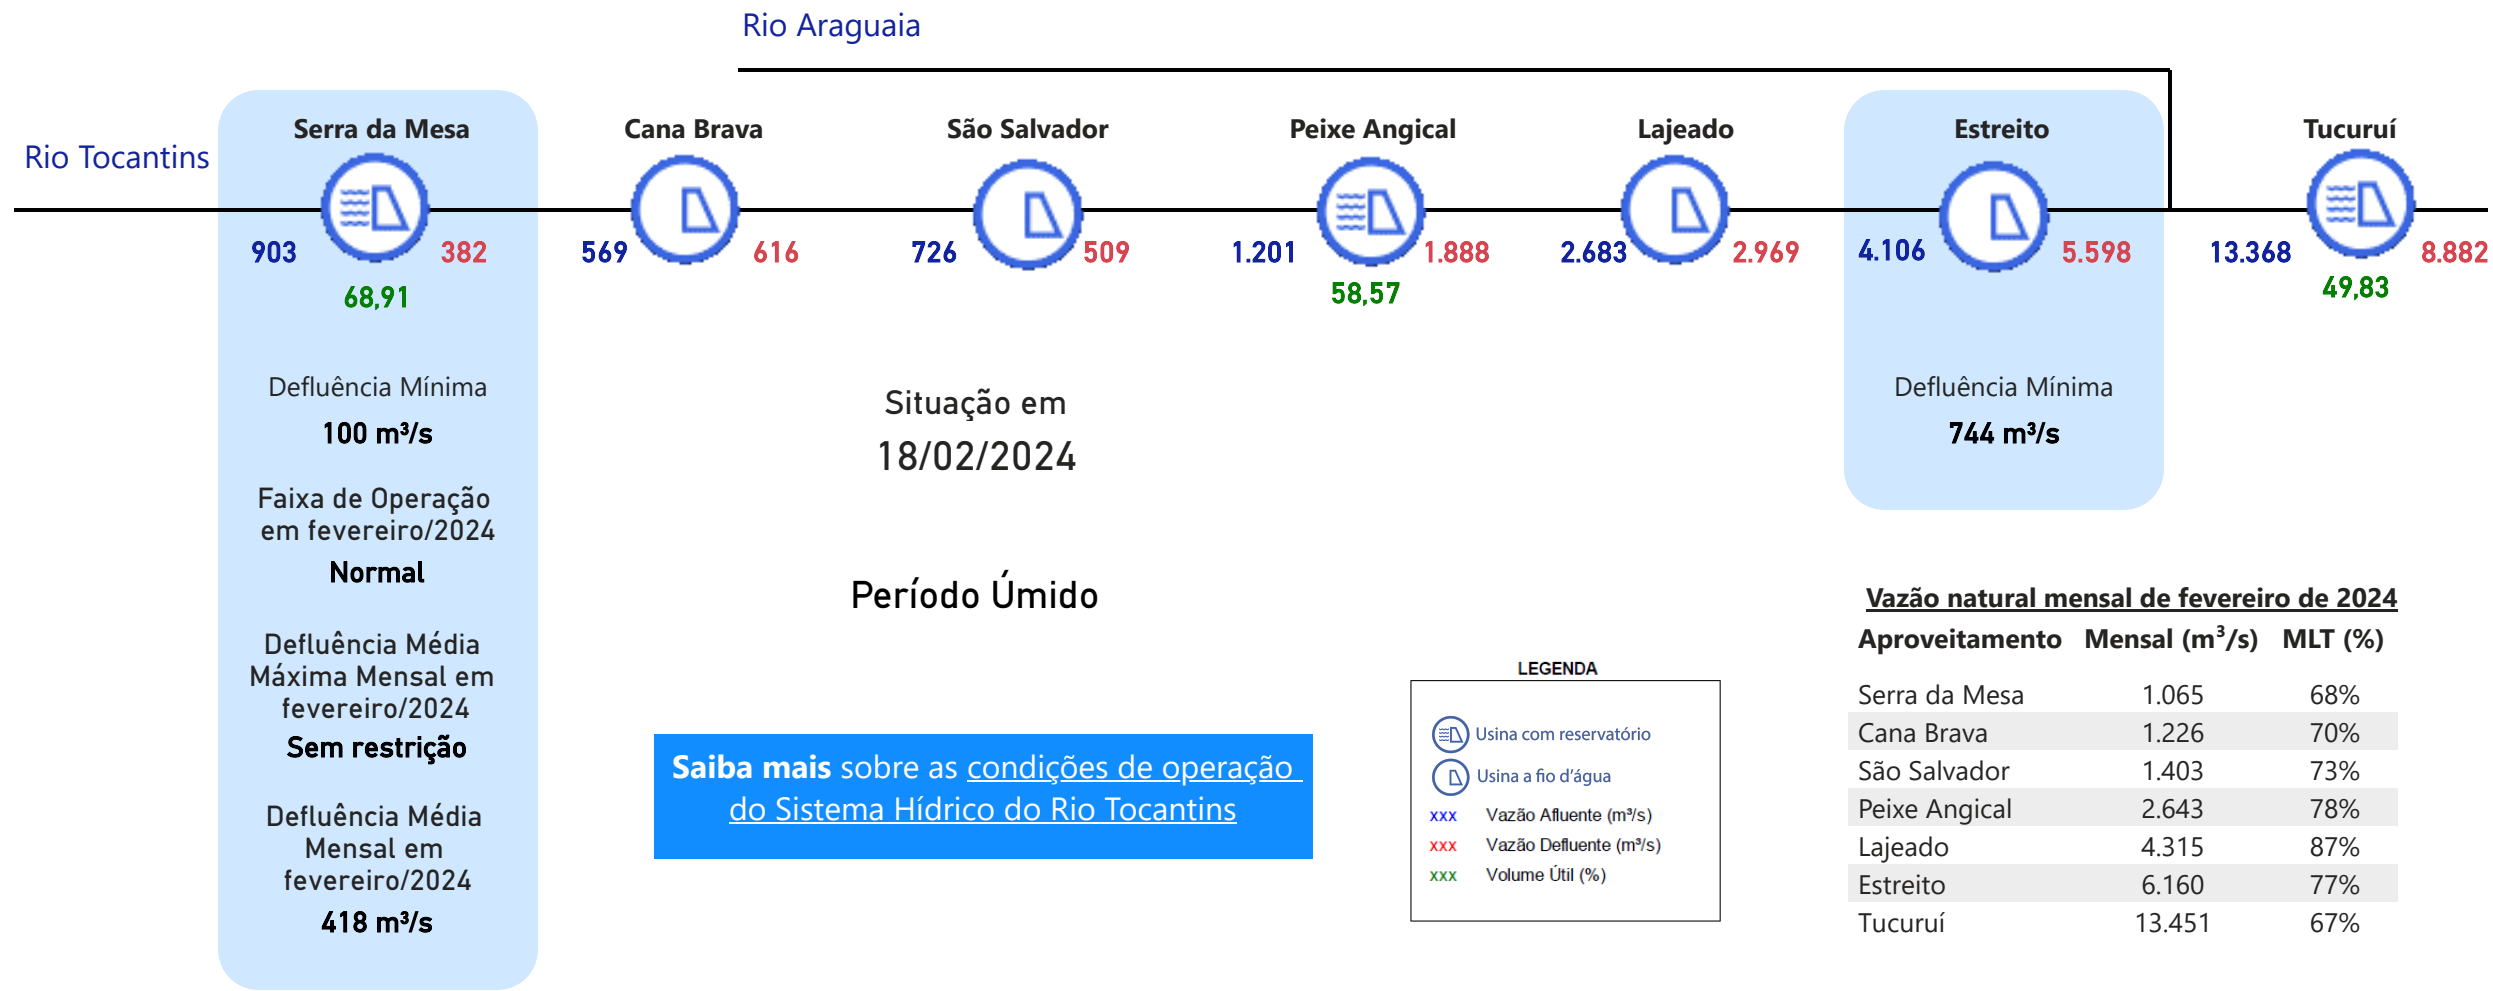 Rio Araguaia
Rio Tocantins
Serra da Mesa
Cana Brava
São Salvador
Peixe Angical
Lajeado
Estreito
Tucuruí
903
382
569
616
726
509
1.201
1.888
2.683
2.969
4.106
5.598
13.368
8.882
68,91
58,57
49,83
Defluência Mínima
100 m³/s
Faixa de Operação
em fevereiro/2024
Normal
Defluência Média
Máxima Mensal em
fevereiro/2024
Sem restrição
Defluência Média
Mensal em
fevereiro/2024
418 m³/s
Situação em
18/02/2024
Período Úmido
Saiba mais sobre as condições de operação
do Sistema Hídrico do Rio Tocantins
Defluência Mínima
744 m³/s
LEGENDA
Usina com reservatório
Usina a fio d'água
xxx Vazão Afluente (m³/s)
xxx Vazão Defluente (m³/s)
xxx Volume Útil (%)
Vazão natural mensal de fevereiro de 2024
Aproveitamento Mensal (m³/s) MLT (%)
Serra da Mesa 1.065 68%
Cana Brava 1.226 70%
São Salvador 1.403 73%
Peixe Angical 2.643 78%
Lajeado 4.315 87%
Estreito 6.160 77%
Tucuruí 13.451 67%